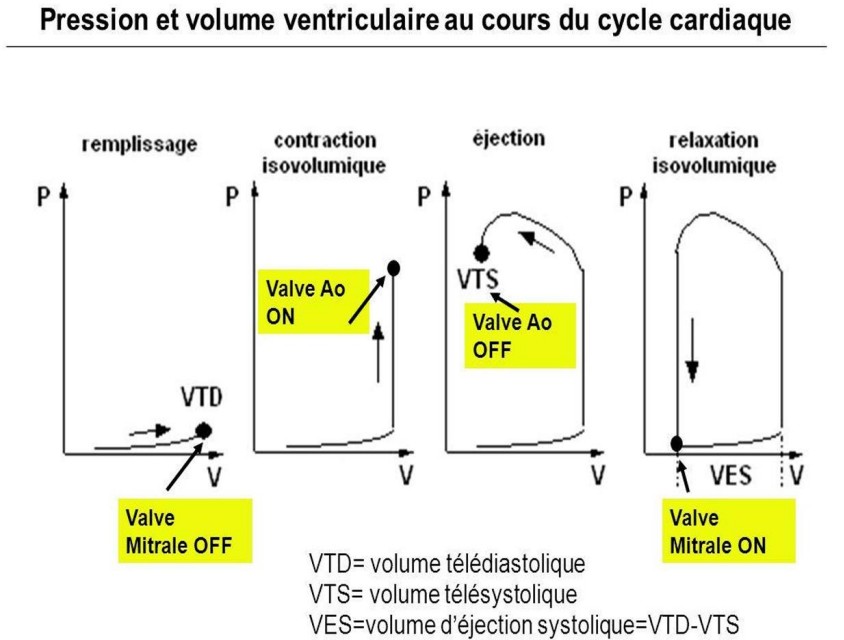 Pression et volume ventriculaire au cours du cycle cardiaque
remplissage
contraction
isovolumique
éjection
relaxation
isovolumique
P
P
P
P
Valve Ao
ON
VTS
Valve Ao
OFF
VTD
V
V
V
VES
V
Valve
Mitrale OFF
Valve
Mitrale ON
VTD= volume télédiastolique
VTS= volume télésystolique
VES=volume d'éjection systolique=VTD-VTS